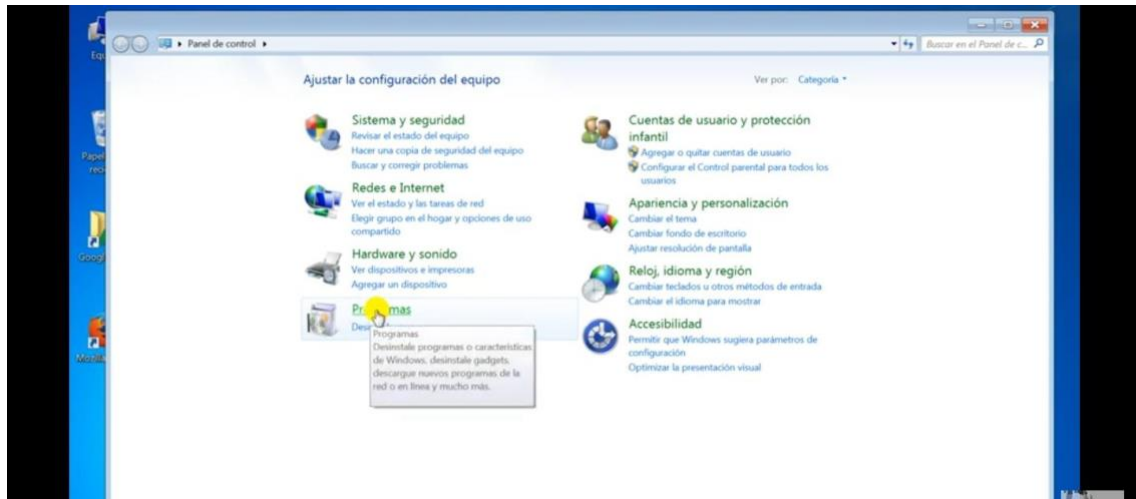 Panel de control
Buscar en el Panel de c...
Ajustar la configuración del equipo
Ver por: Categoría
Sistema y seguridad
Revisar el estado del equipo
Hacer una copia de seguridad del equipo
Buscar y corregir problemas
Redes e Internet
Ver el estado y las tareas de red
Elegir grupo en el hogar y opciones de uso
compartido
Hardware y sonido
Ver dispositivos e impresoras
Agregar un dispositivo
Programas
Programas
Desinstale programas o características
de Windows, desinstale gadgets,
descargue nuevos programas de la
red o en línea y mucho más.
Cuentas de usuario y protección
infantil
Agregar o quitar cuentas de usuario
Configurar el Control parental para todos los
usuarios
Apariencia y personalización
Cambiar el tema
Cambiar fondo de escritorio
Ajustar resolución de pantalla
Reloj, idioma y región
Cambiar teclados u otros métodos de entrada
Cambiar el idioma para mostrar
Accesibilidad
Permitir que Windows sugiera parámetros de
configuración
Optimizar la presentación visual